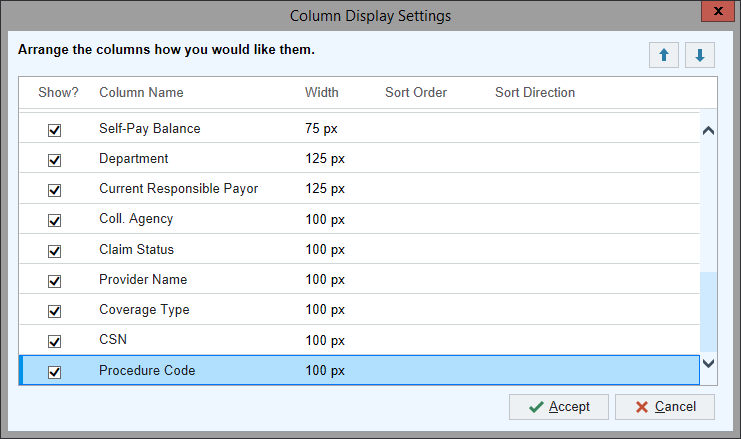 Column Display Settings
x
Arrange the columns how you would like them.
Show? Column Name Width Sort Order Sort Direction
Self-Pay Balance 75 px
Department 125 px
Current Responsible Payor 125 px
Coll. Agency 100 px
Claim Status 100 px
Provider Name 100 px
Coverage Type 100 px
CSN 100 px
Procedure Code 100 px
Accept Cancel